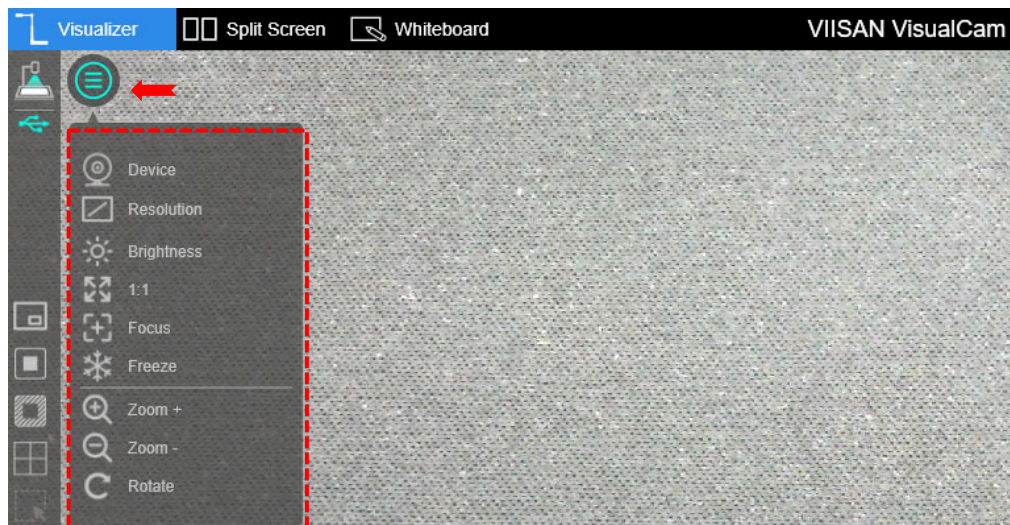 Visualizer Split Screen Whiteboard VIISAN VisualCam
Device
Resolution
Brightness
1:1
Focus
Freeze
Zoom +
Zoom -
Rotate